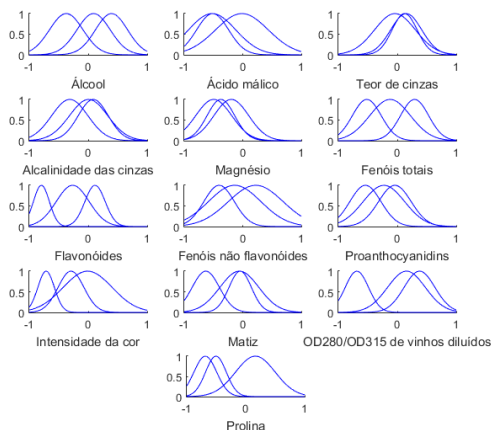 1 1 1
0.5 0.5 0.5
0 0 0
-1 0 1 -1 0 1 -1 0 1
Álcool Ácido málico Teor de cinzas
1 1 1
0.5 0.5 0.5
0 0 0
-1 0 1 -1 0 1 -1 0 1
Alcalinidade das cinzas Magnésio Fenóis totais
1 1 1
0.5 0.5 0.5
0 0 0
-1 0 1 -1 0 1 -1 0 1
Flavonóides Fenóis não flavonóides Proanthocyanidins
1 1 1
0.5 0.5 0.5
0 0 0
-1 0 1 -1 0 1 -1 0 1
Intensidade da cor Matiz OD280/OD315 de vinhos diluídos
1
0.5
0
-1 0 1
Prolina